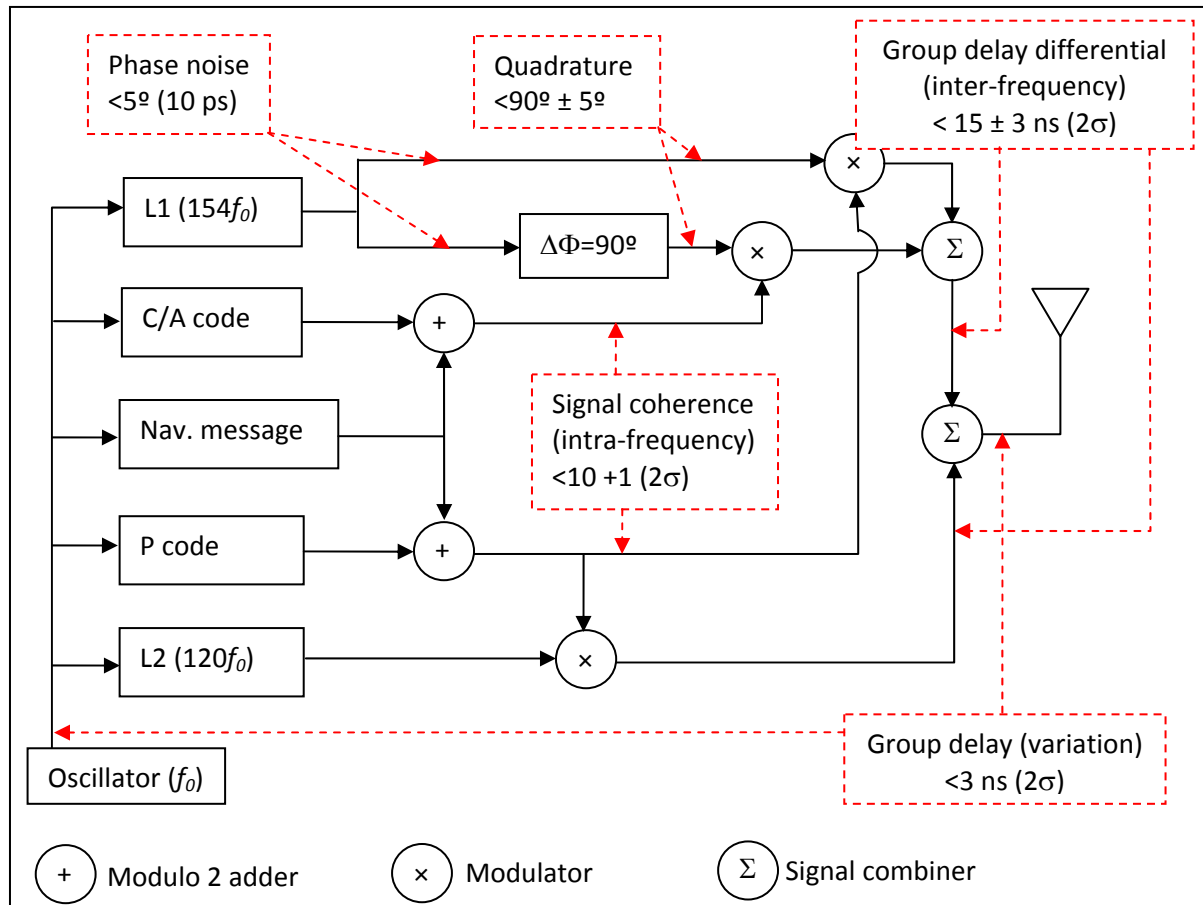 Phase noise
<5º (10 ps)
Quadrature
<90º ± 5º
Group delay differential
(inter-frequency)
< 15 ± 3 ns (2σ)
×
L1 (154f₀)
ΔΦ=90º
×
Σ
C/A code
+
Nav. message
Signal coherence
(intra-frequency)
<10 +1 (2σ)
Σ
P code
+
L2 (120f₀)
×
Oscillator (f₀)
Group delay (variation)
<3 ns (2σ)
+ Modulo 2 adder
× Modulator
Σ Signal combiner